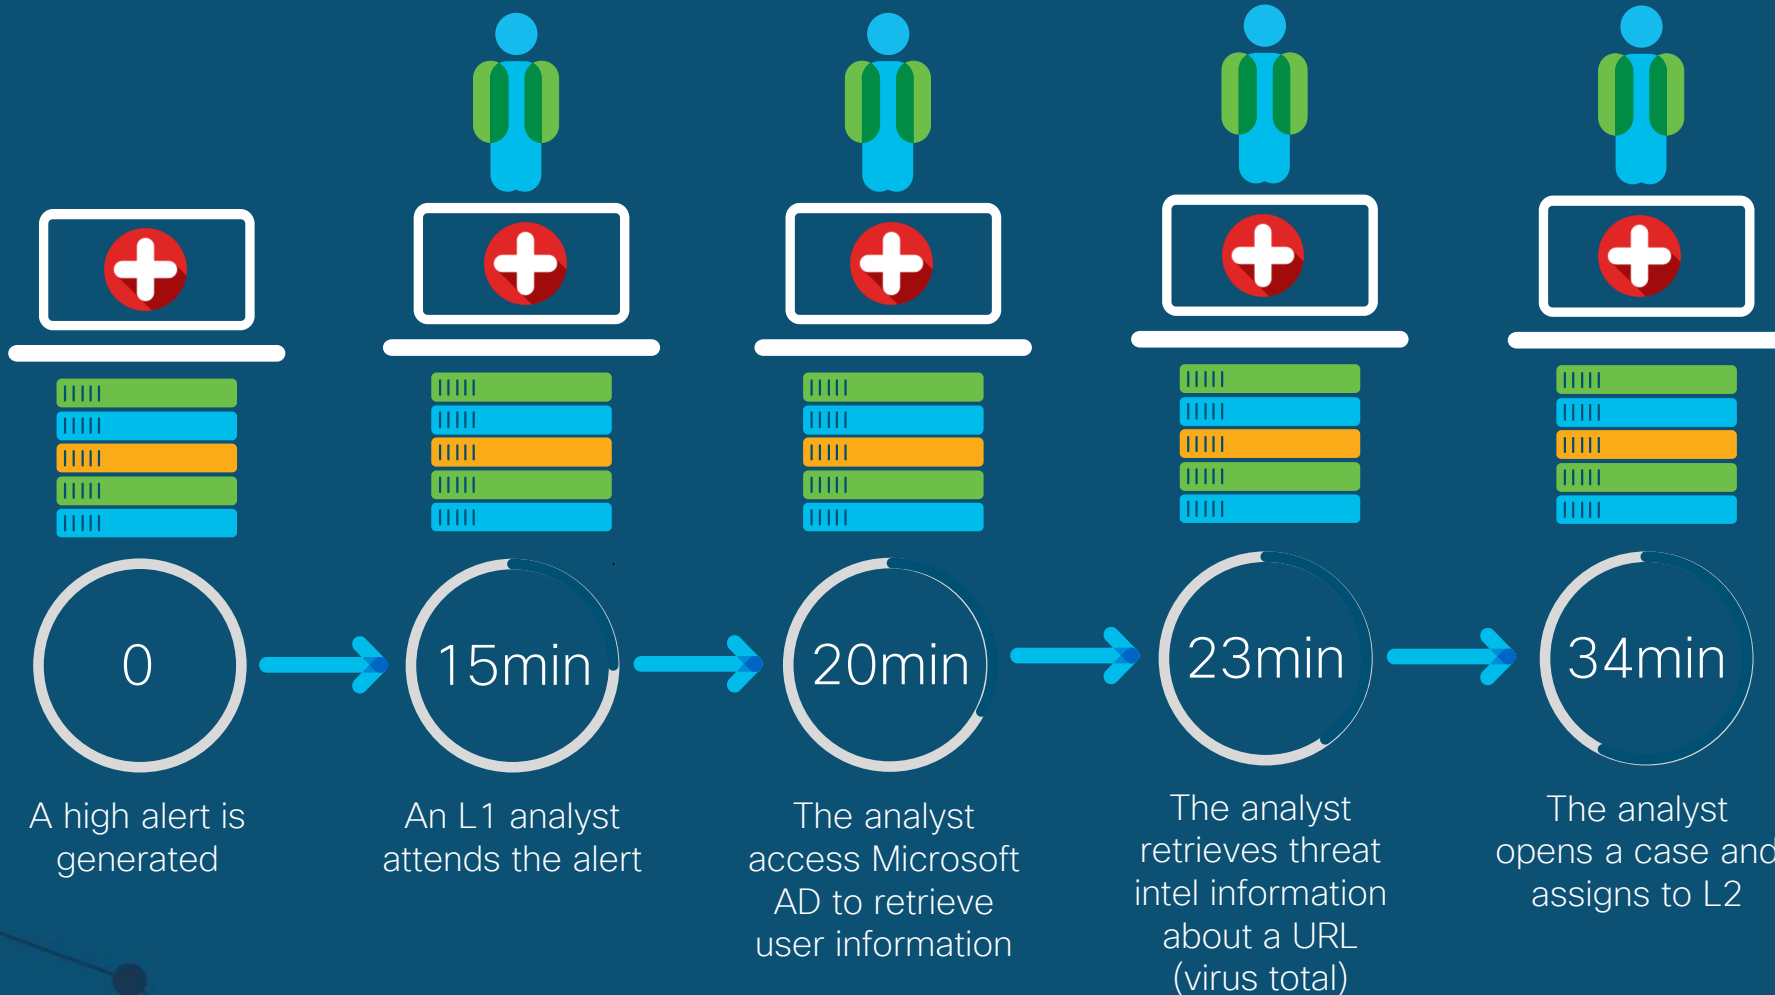 0
15min
20min
23min
34min
A high alert is
generated
An L1 analyst
attends the alert
The analyst
access Microsoft
AD to retrieve
user information
The analyst
retrieves threat
intel information
about a URL
(virus total)
The analyst
opens a case and
assigns to L2